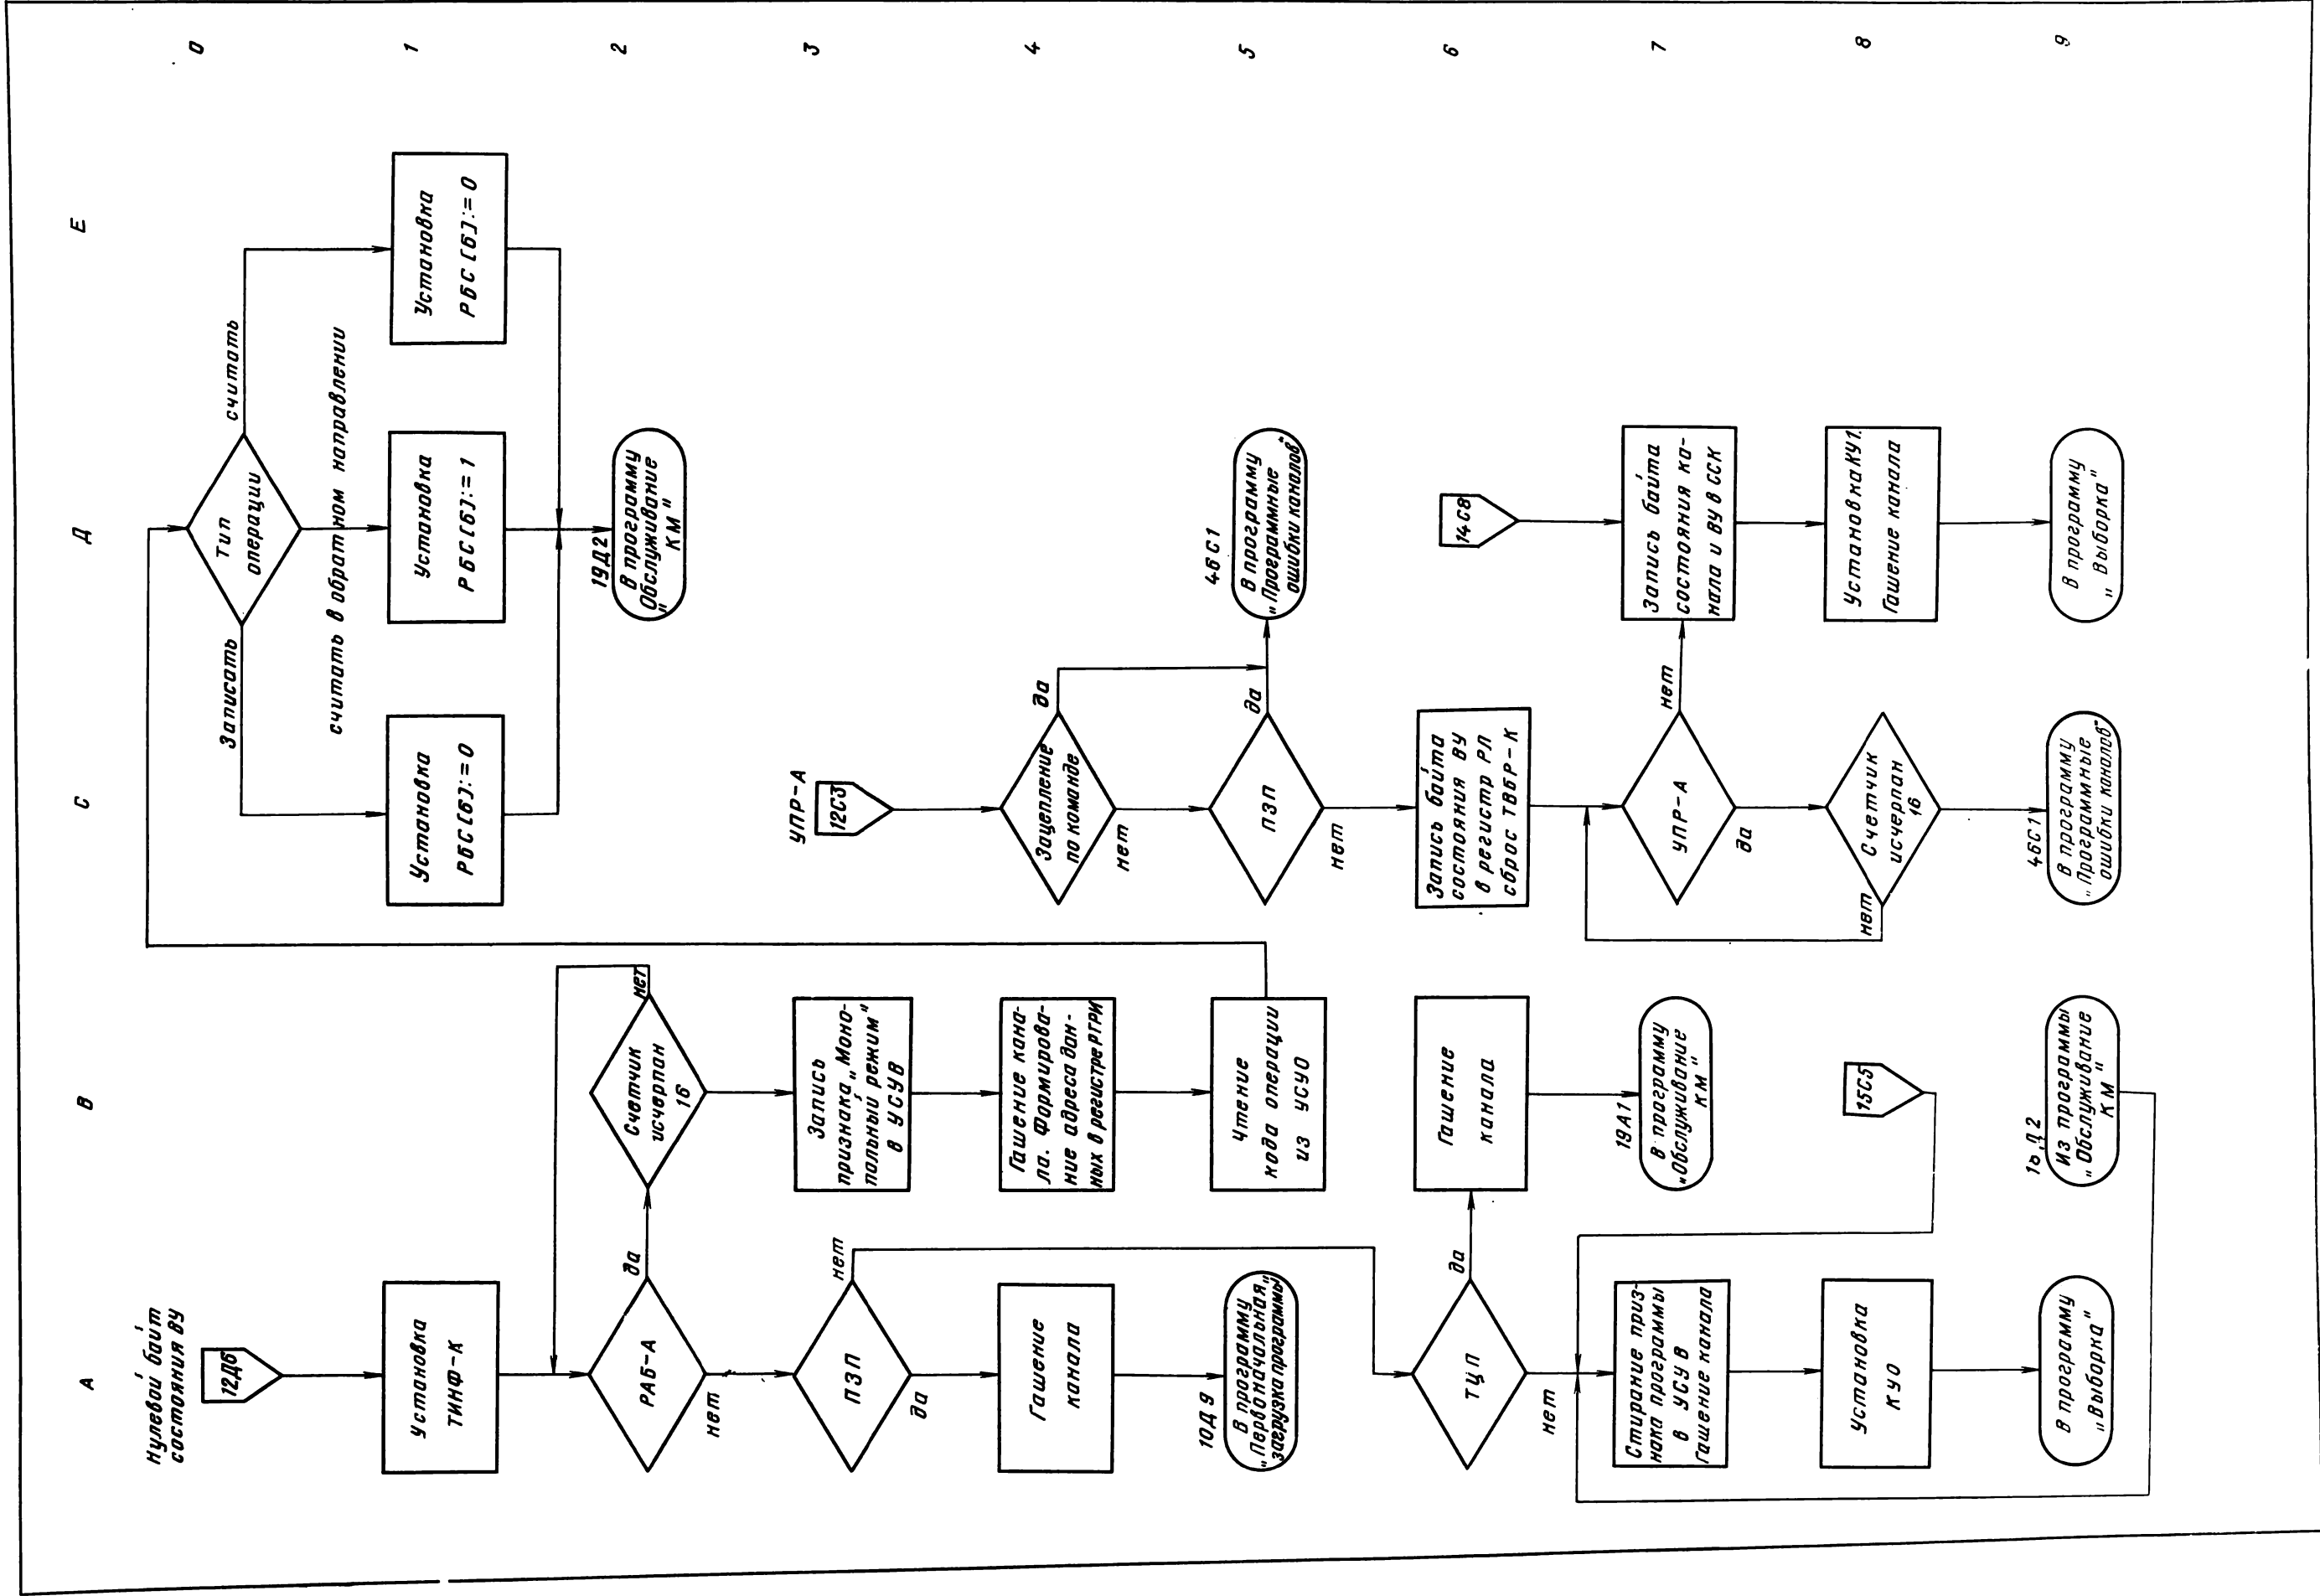 А
В
С
Д
Е
0
1
2
3
4
5
6
7
8
9
Нулевой байт
состояния ВУ
12Д6
Установка
ТИНФ-К
РАБ-А
да
нет
ПЗП
нет
да
Гашение
канала
10Д9
В программу
„Первоначальная"
загрузка программы
ТЦП
да
нет
Стирание приз-
нака программы
в УСУВ
Гашение канала
Установка
КУО
В программу
„Выборка"
Счетчик
исчерпан
16
нет
Запись
признака „Моно-
польный режим"
в УСУВ
Гашение кана-
ла. Формирова-
ние адреса дан-
ных в регистре РГРИ
Чтение
кода операции
из УСУО
Гашение
канала
19А1
В программу
„Обслуживание
КМ"
15С5
Д2
Из программы
„Обслуживание
КМ"
УПР-А
12С3
Зацепление
по команде
да
нет
ПЗП
да
нет
46С1
В программу
„Программные
ошибки каналов"
Запись байта
состояния ВУ
в регистр РЛ
сброс ТВБР-К
УПР-А
нет
да
Счетчик
исчерпан
16
нет
46С1
В программу
„Программные
ошибки каналов"
14С8
Запись байта
состояния ка-
нала и ВУ в ССК
Установка КУ1.
Гашение канала
В программу
„Выборка"
Тип
операции
Записать
считать в обратном направлении
считать
Установка
РБС[6]:=0
Установка
РБС[6]:=1
Установка
РБС[6]:=0
19Д2
В программу
„Обслуживание
КМ"